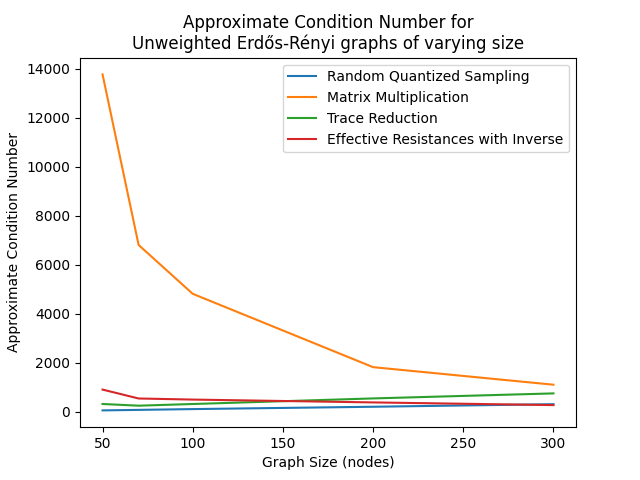 Approximate Condition Number for
Unweighted Erdős-Rényi graphs of varying size
Random Quantized Sampling
Matrix Multiplication
Trace Reduction
Effective Resistances with Inverse
Approximate Condition Number
14000
12000
10000
8000
6000
4000
2000
0
50
100
150
200
250
300
Graph Size (nodes)